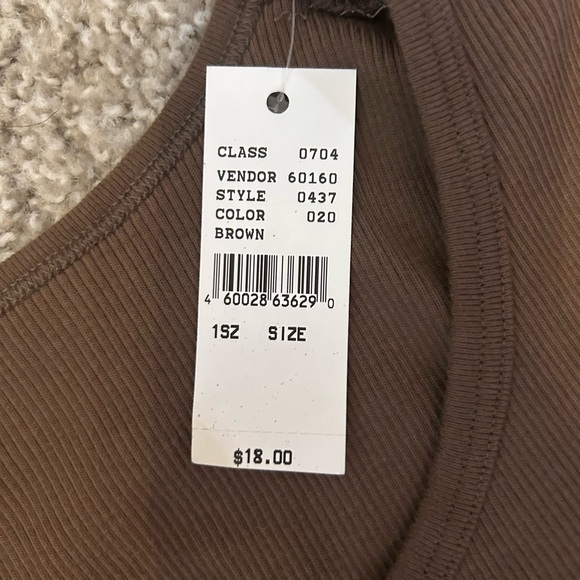 CLASS 0704
VENDOR 60160
STYLE 0437
COLOR 020
BROWN
4 60028 63629 0
1SZ SIZE
$18.00